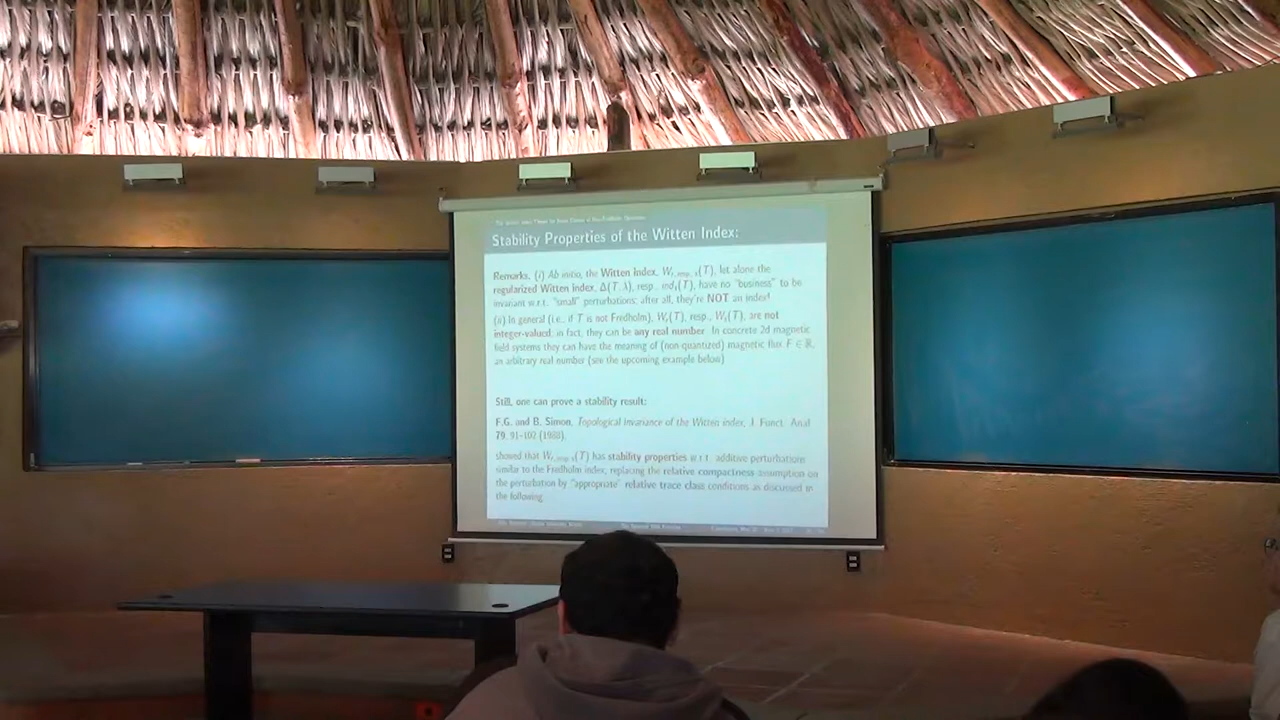 Stability Properties of the Witten Index:
Remarks. (i) Ab initio, the Witten index, W_{r, resp. s}(T), let alone the
regularized Witten index, Δ(T, λ), resp., ind_t(T), have no "business" to be
invariant w.r.t. "small" perturbations; after all, they're NOT an index!
(ii) In general (i.e., if T is not Fredholm), W_r(T), resp., W_s(T), are not
integer-valued; in fact, they can be any real number. In concrete 2d magnetic
field systems they can have the meaning of (non-quantized) magnetic flux F ∈ ℝ,
an arbitrary real number (see the upcoming example below)
Still, one can prove a stability result:
F.G. and B. Simon, Topological Invariance of the Witten index, J. Funct. Anal.
79, 91–102 (1988),
showed that W_{r, resp. s}(T) has stability properties w.r.t. additive perturbations
similar to the Fredholm index, replacing the relative compactness assumption on
the perturbation by "appropriate" relative trace class conditions as discussed in
the following.